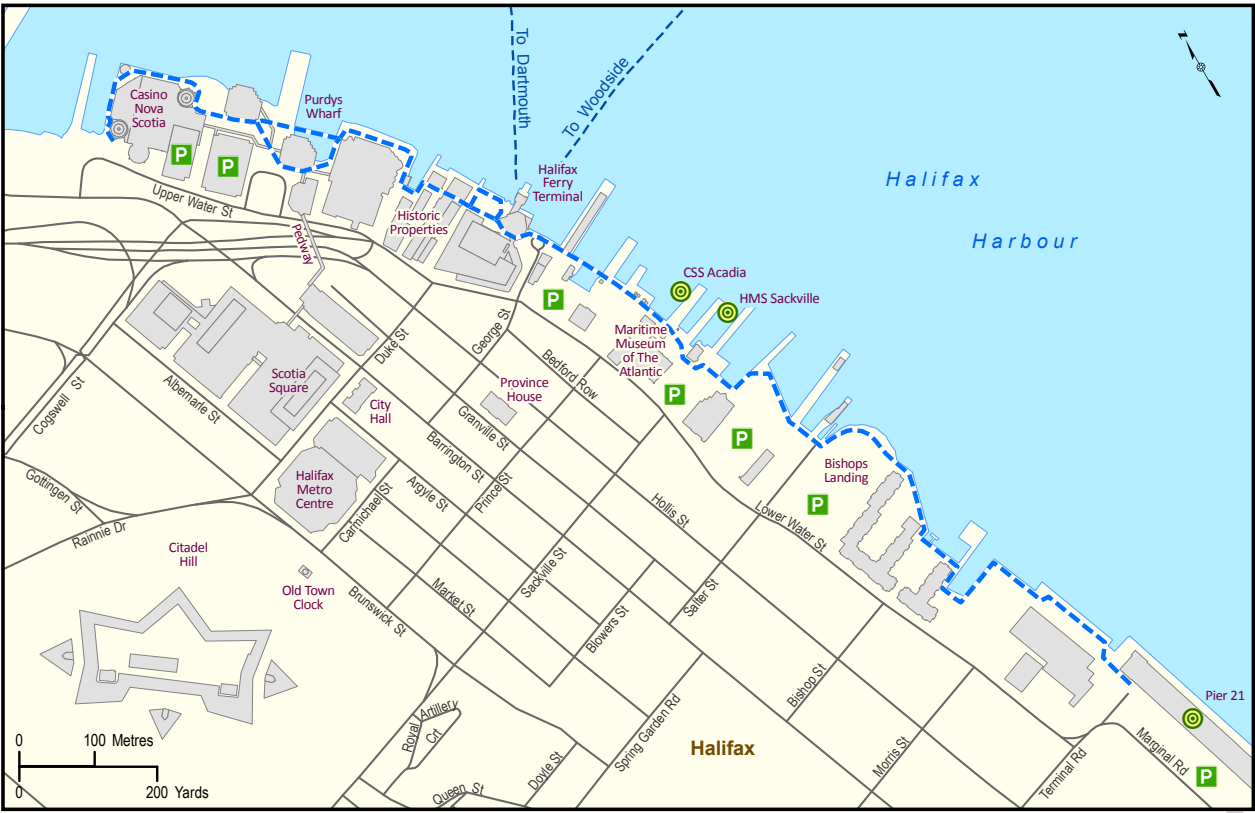 To Dartmouth
To Woodside
N
Casino
Nova
Scotia
Purdys
Wharf
P
P
Halifax
Ferry
Terminal
Halifax
Harbour
Upper Water St
Historic
Properties
Pedway
CSS Acadia
HMS Sackville
P
George St
Duke St
Maritime
Museum
of The
Atlantic
Bedford Row
Scotia
Square
Province
House
P
Albemarle St
Cogswell St
City
Hall
Granville St
P
Barrington St
Halifax
Metro
Centre
Argyle St
Prince St
Bishops
Landing
P
Gottingen St
Carmichael St
Hollis St
Lower Water St
Rainnie Dr
Citadel
Hill
Old Town
Clock
Brunswick St
Market St
Sackville St
Blowers St
Salter St
Royal Artillery
Crt
Spring Garden Rd
Bishop St
Pier 21
Halifax
Morris St
Terminal Rd
Marginal Rd
P
Doyle St
Queen St
0 100 Metres
0 200 Yards